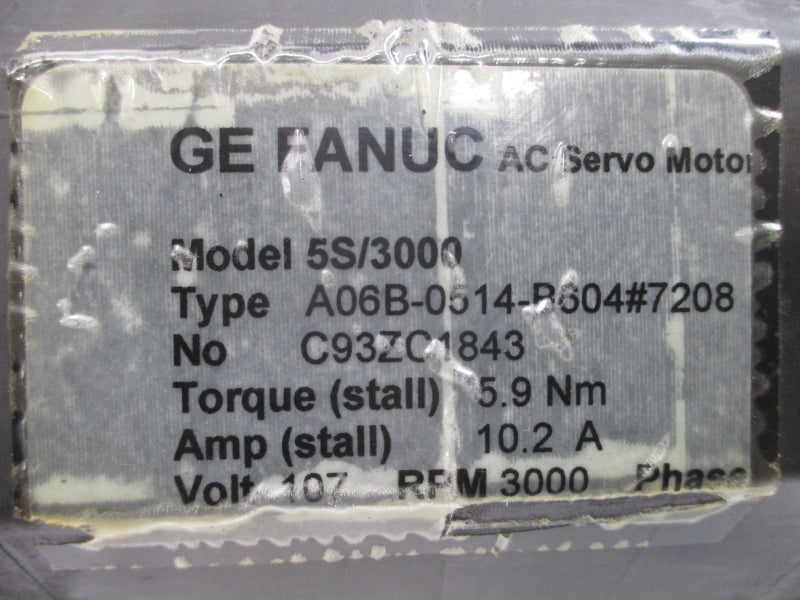 GE FANUC AC Servo Motor
Model 5S/3000
Type A06B-0514-B604#7208
No C93ZC1843
Torque (stall) 5.9 Nm
Amp (stall) 10.2 A
Volt 107 RPM 3000 Phase